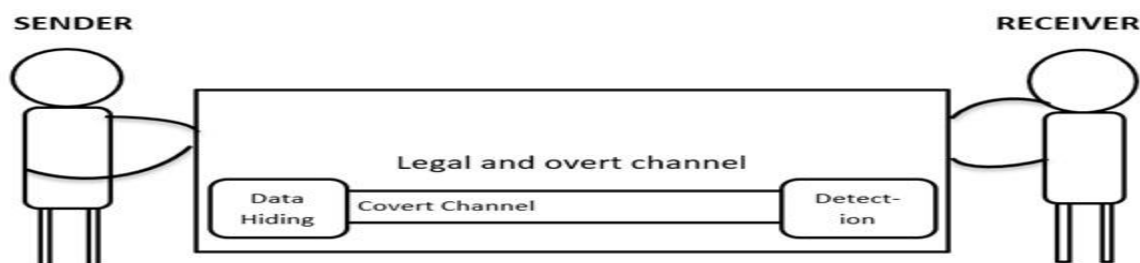 SENDER
RECEIVER
Legal and overt channel
Data
Hiding
Covert Channel
Detect-
ion